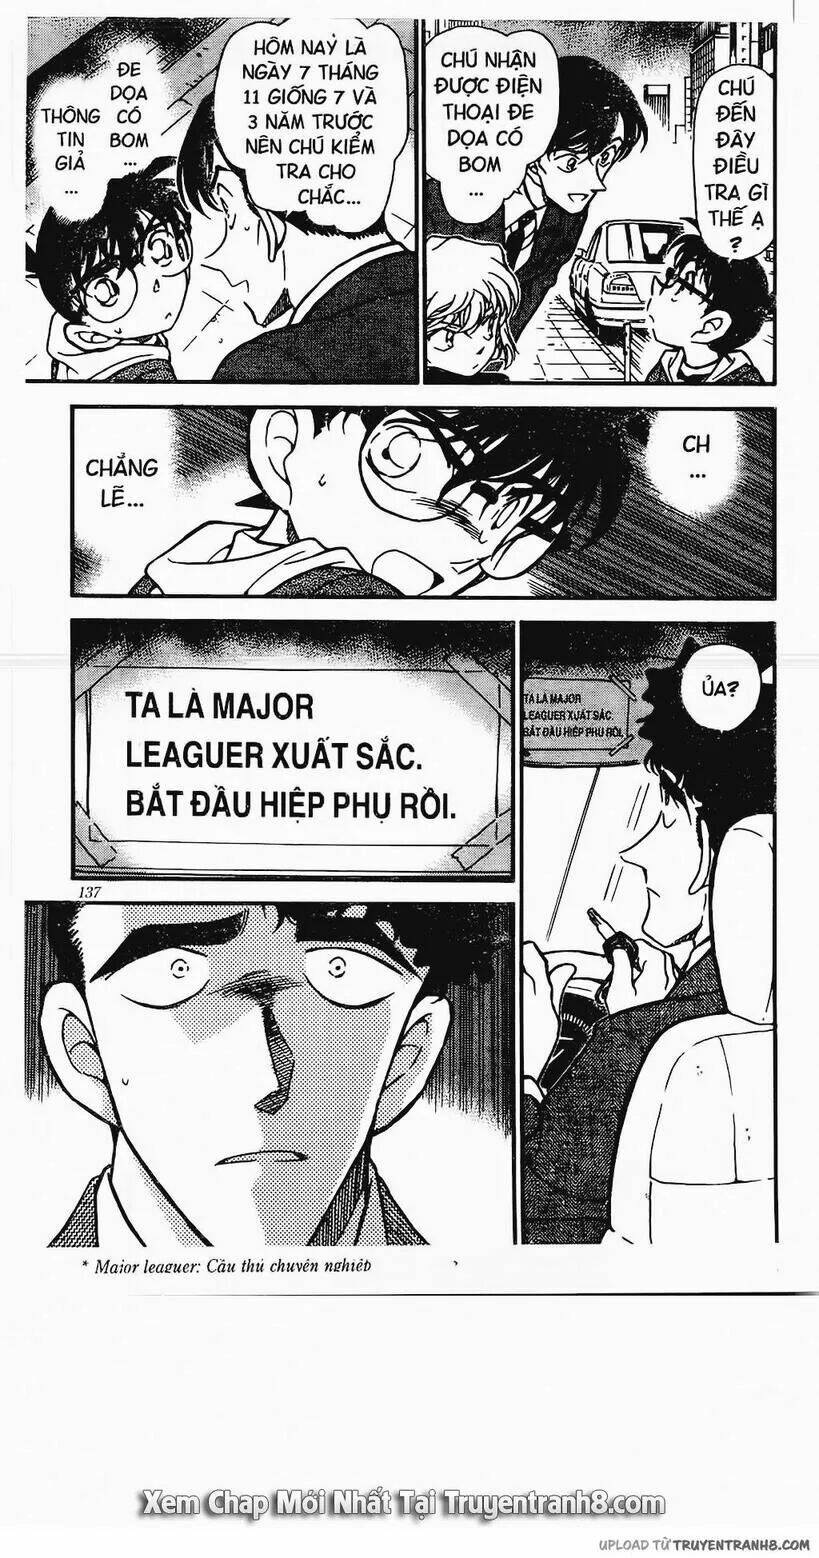 CHÚ
ĐẾN
ĐÂY
ĐIỀU
TRA GÌ
THẾ Ạ
?
CHÚ NHẬN
ĐƯỢC ĐIỆN
THOẠI ĐE
DỌA CÓ
BOM
...
HÔM NAY LÀ
NGÀY 7 THÁNG
11 GIỐNG 7 VÀ
3 NĂM TRƯỚC
NÊN CHÚ KIỂM
TRA CHO
CHẮC...
ĐE
DỌA
CÓ
BOM
...
THÔNG
TIN
GIẢ
...
CH
...
CHẲNG
LẼ...
ỦA?
TA LÀ MAJOR
LEAGUER XUẤT SẮC.
BẮT ĐẦU HIỆP PHỤ RỒI.
TA LÀ MAJOR
LEAGUER XUẤT SẮC.
BẮT ĐẦU HIỆP PHỤ RỒI.
137
* Major leaguer: Cầu thủ chuyên nghiệp
Xem Chap Mới Nhất Tại Truyentranh8.com
UPLOAD TỪ TRUYENTRANH8.COM